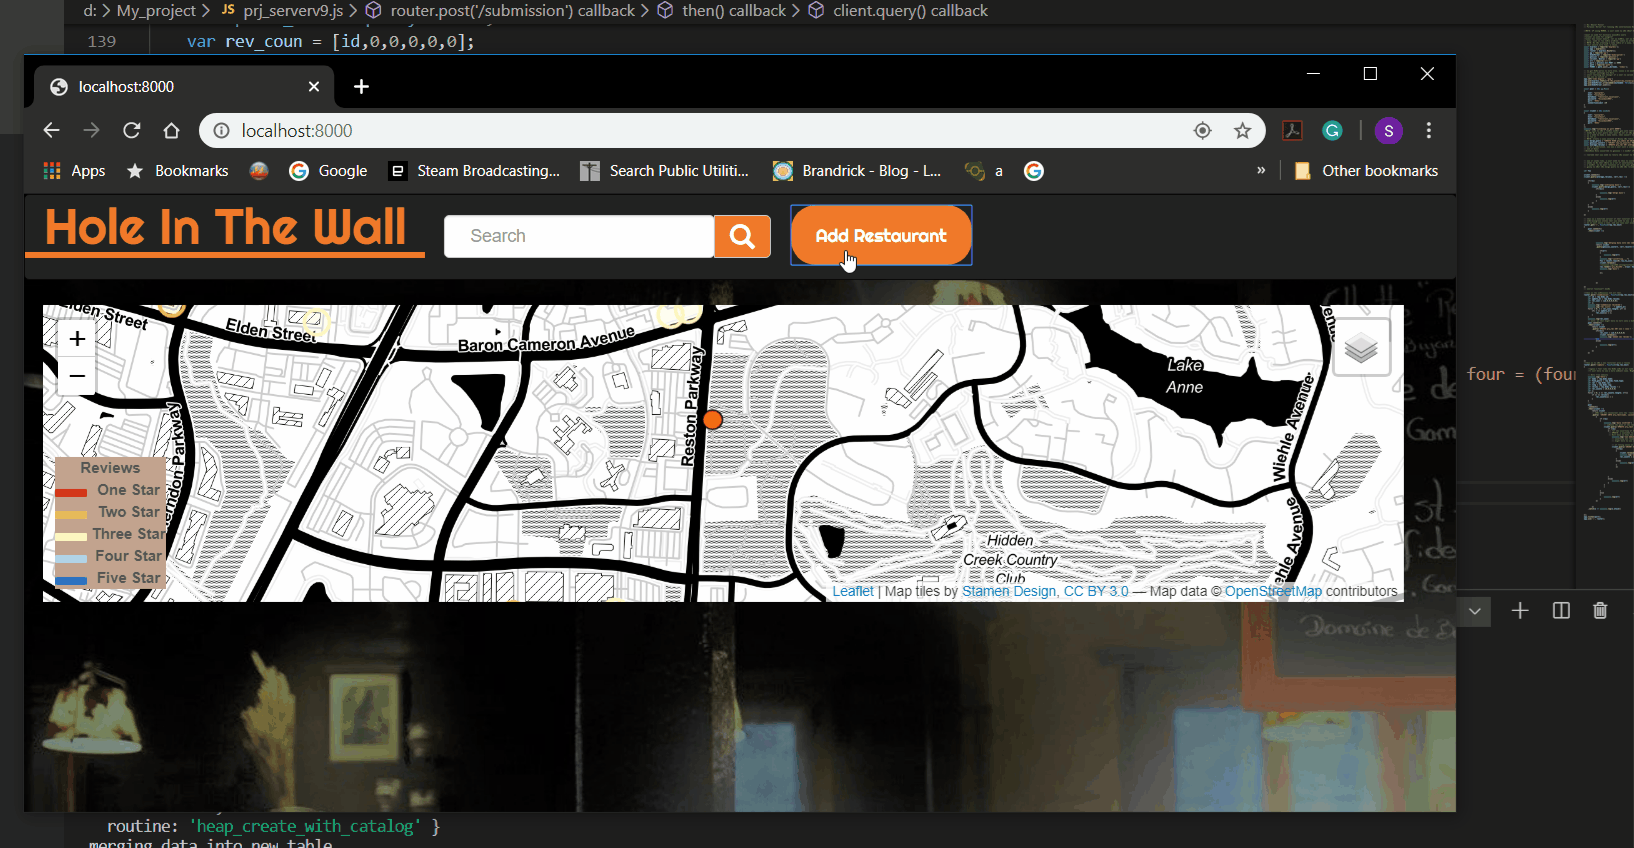 d: > My_project > JS prj_serverv9.js > router.post('/submission') callback > then() callback > client.query() callback
139 var rev_coun = [id,0,0,0,0,0];
localhost:8000
localhost:8000
S
Apps Bookmarks Google Steam Broadcasting... Search Public Utiliti... Brandrick - Blog - L... a » Other bookmarks
Hole In The Wall
Search
Add Restaurant
Elden Street
Elden Street
Baron Cameron Avenue
Lake
Anne
four = (fou
Reston Parkway
Wiehle Avenue
Reviews
One Star
Two Star
Three Star
Four Star
Five Star
Hidden
Creek Country
Club
Leaflet | Map tiles by Stamen Design, CC BY 3.0 — Map data © OpenStreetMap contributors
Domaine de B
routine: 'heap_create_with_catalog' }
merging data into new table